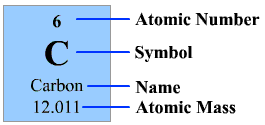 6 Atomic Number
C Symbol
Carbon Name
12.011 Atomic Mass